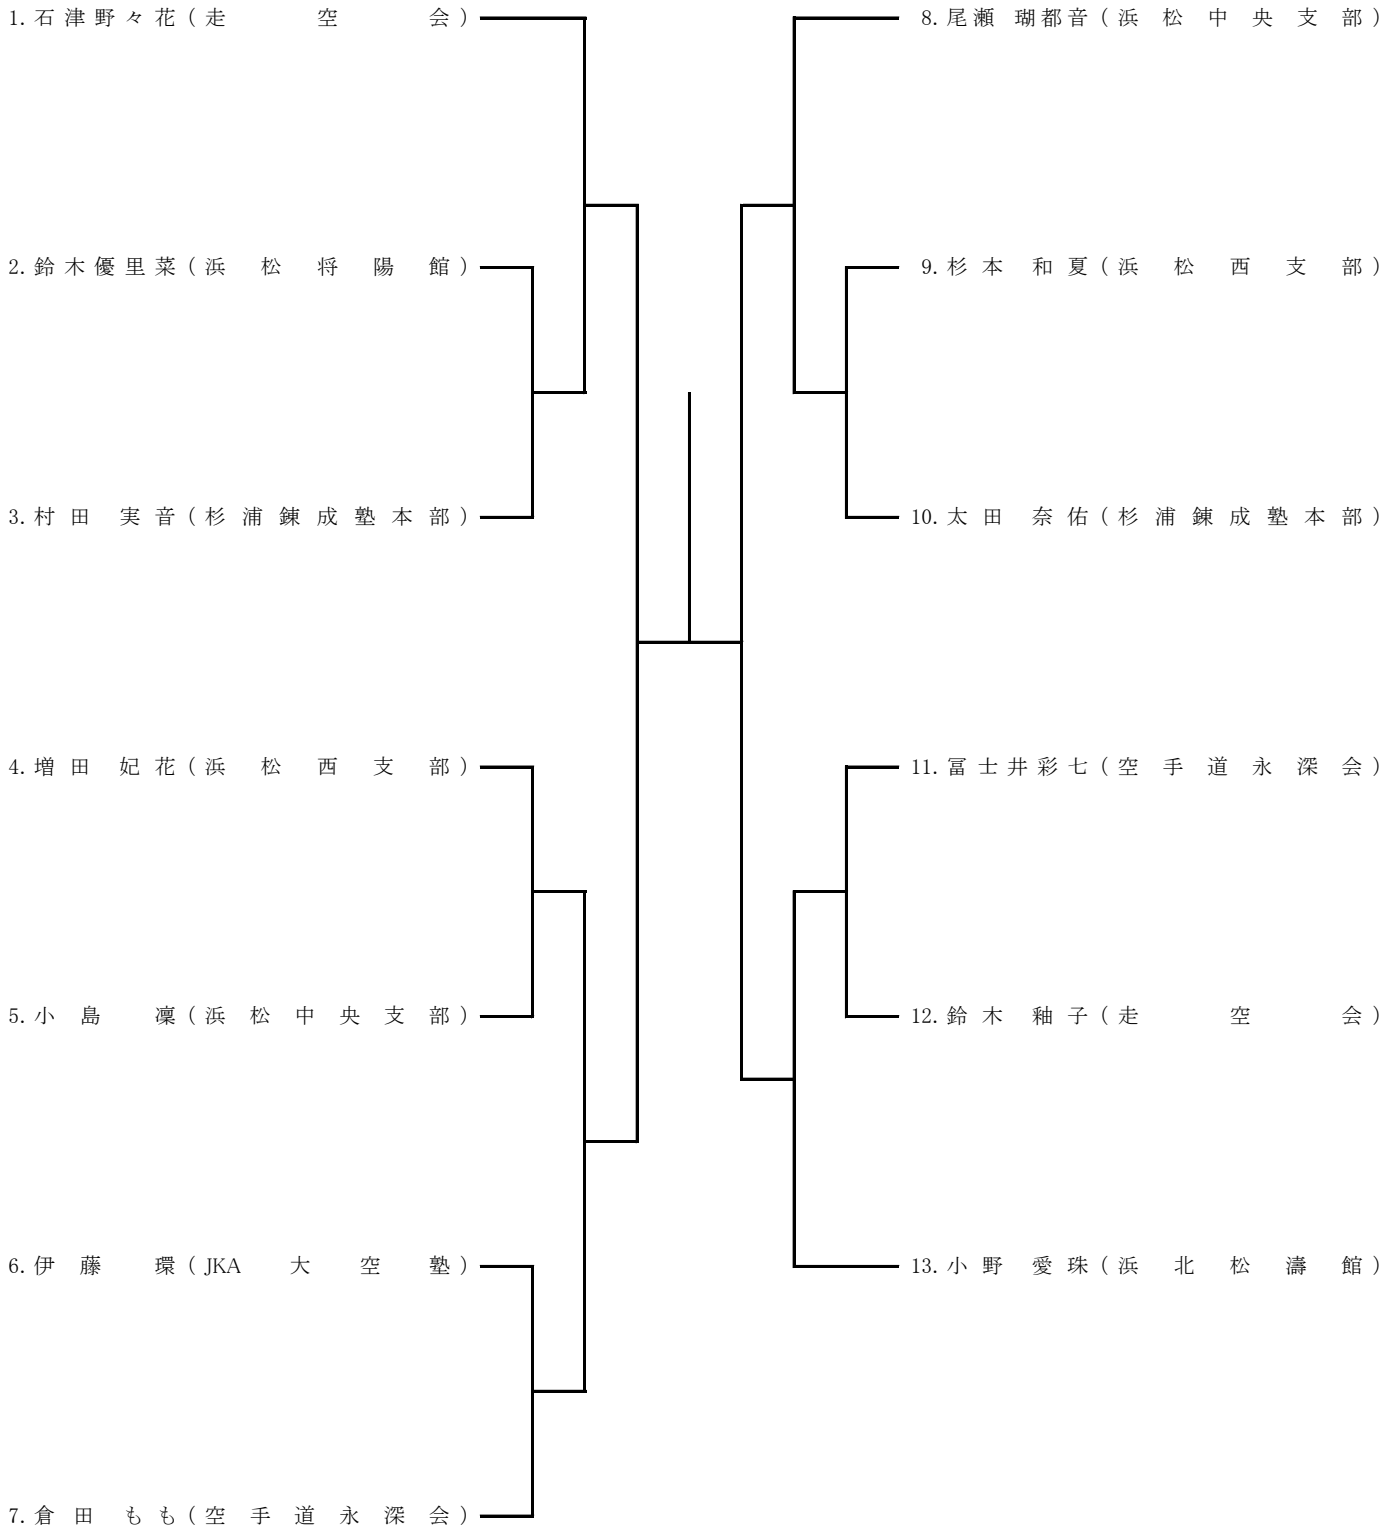 1. 石津野々花(走空会)
2. 鈴木優里菜(浜松将陽館)
3. 村田 実音(杉浦錬成塾本部)
4. 増田 妃花(浜松西支部)
5. 小島 凜(浜松中央支部)
6. 伊藤 環(JKA大空塾)
7. 倉田 もも(空手道永深会)
8. 尾瀬 瑚都音(浜松中央支部)
9. 杉本 和夏(浜松西支部)
10. 太田 奈佑(杉浦錬成塾本部)
11. 冨士井彩七(空手道永深会)
12. 鈴木 釉子(走空会)
13. 小野 愛珠(浜北松濤館)